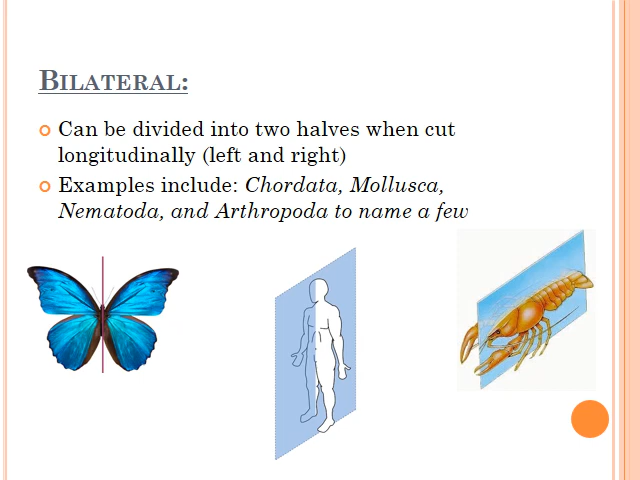 BILATERAL:
Can be divided into two halves when cut
longitudinally (left and right)
Examples include: Chordata, Mollusca,
Nematoda, and Arthropoda to name a few